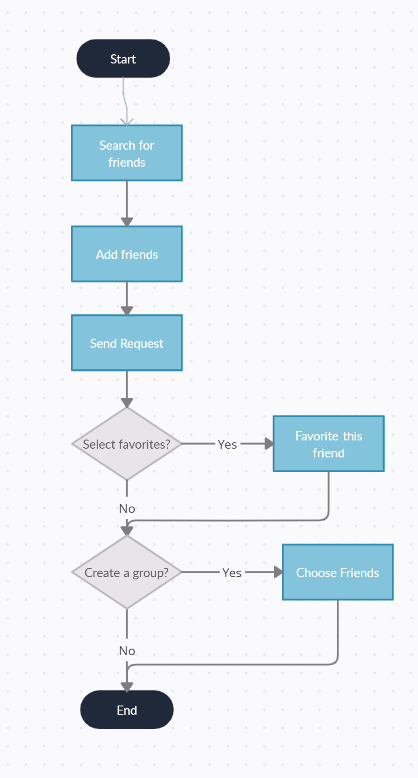 Start
Search for
friends
Add friends
Send Request
Select favorites?
Yes
Favorite this
friend
No
Create a group?
Yes
Choose Friends
No
End